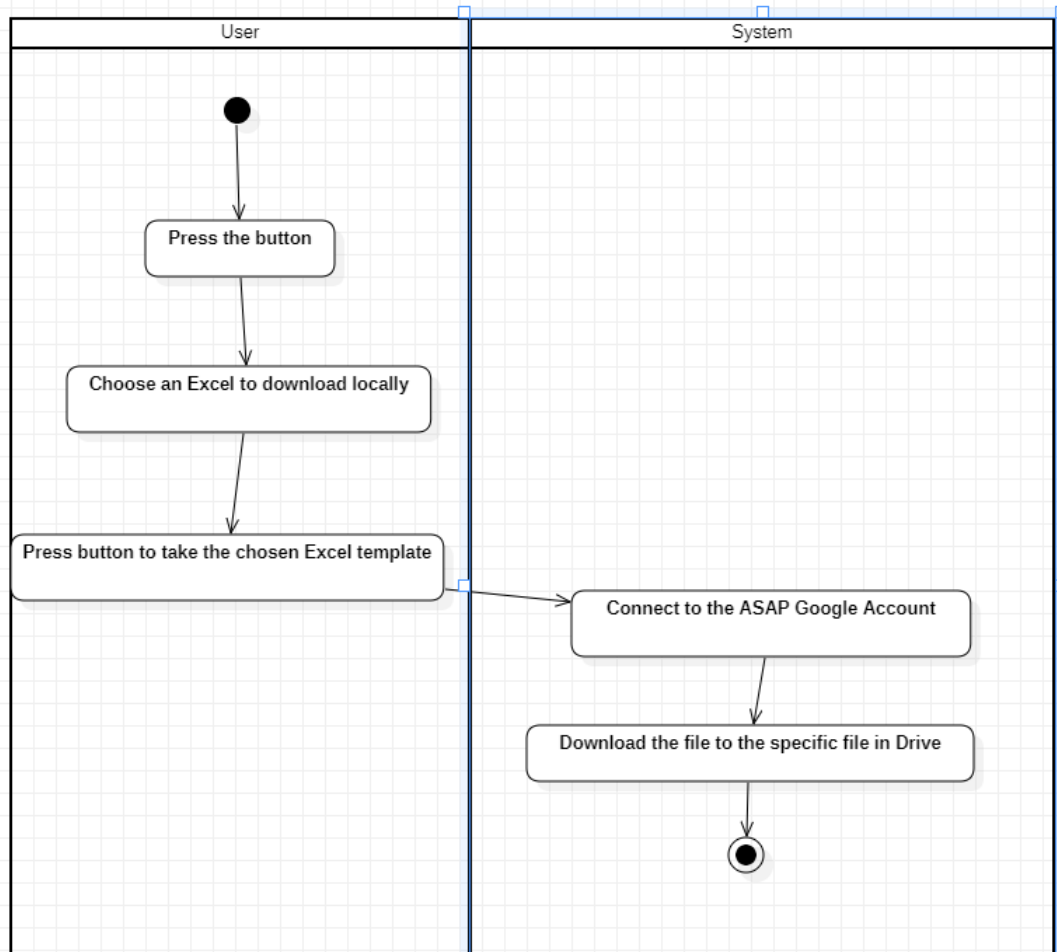 User
System
Press the button
Choose an Excel to download locally
Press button to take the chosen Excel template
Connect to the ASAP Google Account
Download the file to the specific file in Drive